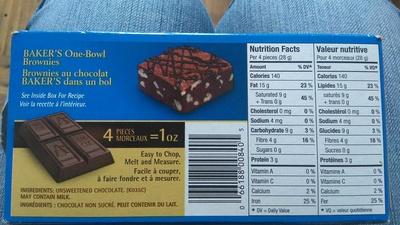 BAKER'S One-Bowl
Brownies
Brownies au chocolat
BAKER'S dans un bol
See Inside Box For Recipe
Voir la recette à l'intérieur.
4 PIECES
MORCEAUX =1oz
Easy to Chop,
Melt and Measure.
Facile à couper,
à faire fondre et à mesurer.
INGREDIENTS: UNSWEETENED CHOCOLATE.
MAY CONTAIN MILK.
INGRÉDIENTS : CHOCOLAT NON SUCRÉ. PEUT CONTENIR DU LAIT.
0 66188 00840 5
Nutrition Facts
Per 4 pieces (28 g)
Amount % DV*
Calories 140
Fat 15 g 23 %
Saturated 9 g
+ Trans 0 g 45 %
Cholesterol 0 mg 0 %
Sodium 4 mg 0 %
Carbohydrate 9 g 3 %
Fibre 4 g 16 %
Sugars 0 g
Protein 3 g
Vitamin A 0 %
Vitamin C 0 %
Calcium 2 %
Iron 25 %
* DV = Daily Value
Valeur nutritive
Pour 4 morceaux (28 g)
Teneur % VQ*
Calories 140
Lipides 15 g 23 %
saturés 9 g
+ trans 0 g 45 %
Cholestérol 0 mg 0 %
Sodium 4 mg 0 %
Glucides 9 g 3 %
Fibres 4 g 16 %
Sucres 0 g
Protéines 3 g
Vitamine A 0 %
Vitamine C 0 %
Calcium 2 %
Fer 25 %
* VQ = valeur quotidienne